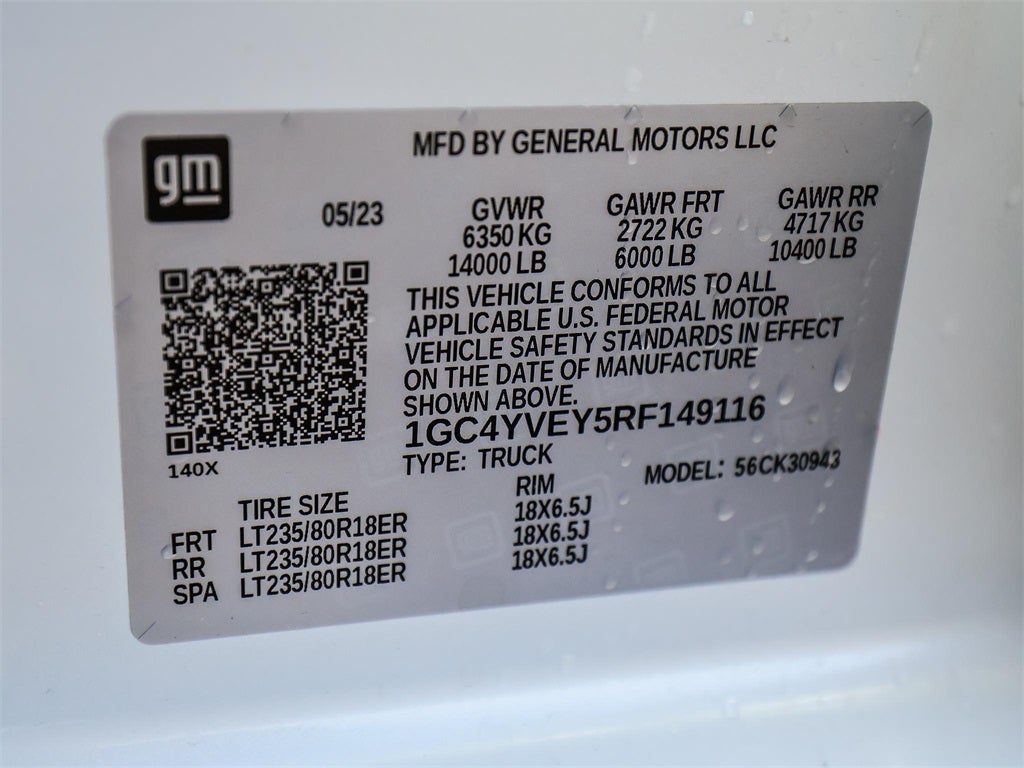 gm
MFD BY GENERAL MOTORS LLC
05/23 GVWR GAWR FRT GAWR RR
6350 KG 2722 KG 4717 KG
14000 LB 6000 LB 10400 LB
THIS VEHICLE CONFORMS TO ALL
APPLICABLE U.S. FEDERAL MOTOR
VEHICLE SAFETY STANDARDS IN EFFECT
ON THE DATE OF MANUFACTURE
SHOWN ABOVE.
1GC4YVEY5RF149116
140X
TYPE: TRUCK MODEL: 56CK30943
TIRE SIZE RIM
FRT LT235/80R18ER 18X6.5J
RR LT235/80R18ER 18X6.5J
SPA LT235/80R18ER 18X6.5J